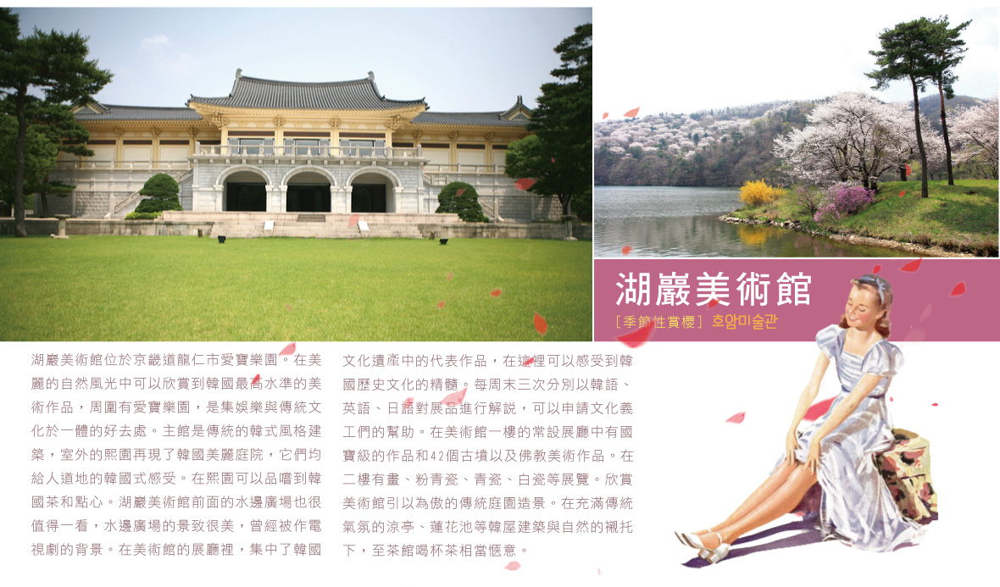 湖巖美術館
[季節性賞櫻] 호암미술관
湖巖美術館位於京畿道龍仁市愛寶樂園。在美
麗的自然風光中可以欣賞到韓國最高水準的美
術作品，周圍有愛寶樂園，是集娛樂與傳統文
化於一體的好去處。主館是傳統的韓式風格建
築，室外的熙園再現了韓國美麗庭院，它們均
給人道地的韓國式感受。在熙園可以品嚐到韓
國茶和點心。湖巖美術館前面的水邊廣場也很
值得一看，水邊廣場的景致很美，曾經被作電
視劇的背景。在美術館的展廳裡，集中了韓國
文化遺產中的代表作品，在這裡可以感受到韓
國歷史文化的精髓。每周末三次分別以韓語、
英語、日語對展品進行解說，可以申請文化義
工們的幫助。在美術館一樓的常設展廳中有國
寶級的作品和42個古墳以及佛教美術作品。在
二樓有畫、粉青瓷、青瓷、白瓷等展覽。欣賞
美術館引以為傲的傳統庭園造景。在充滿傳統
氣氛的涼亭、蓮花池等韓屋建築與自然的襯托
下，至茶館喝杯茶相當愜意。